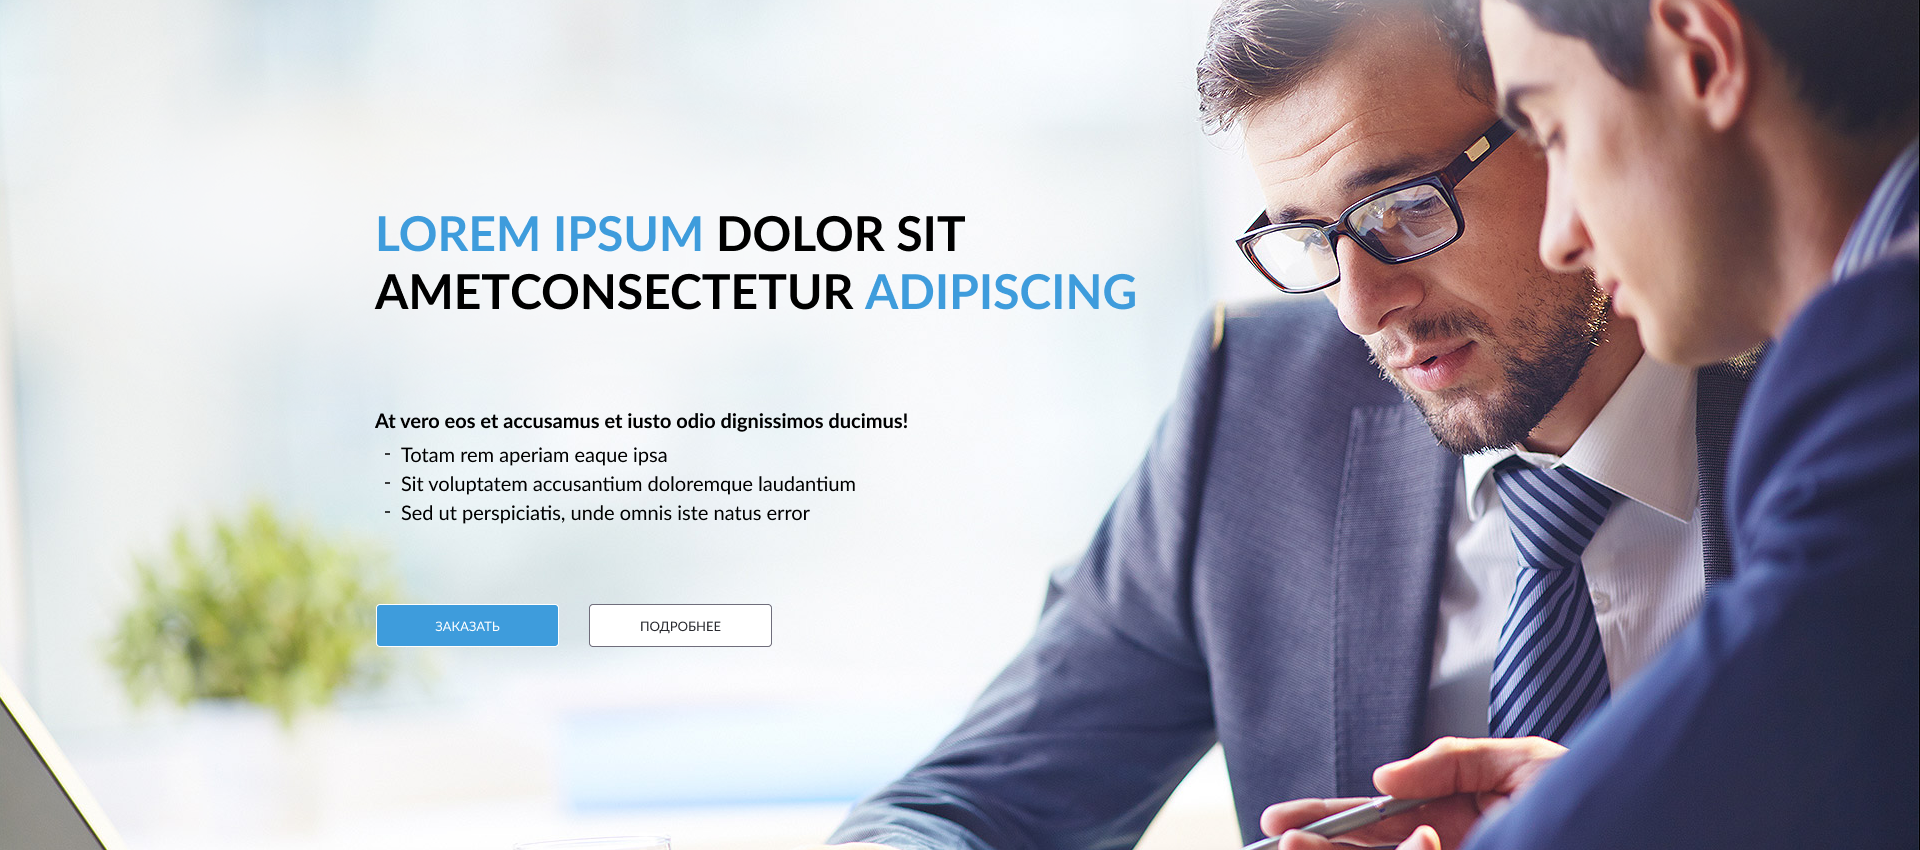 LOREM IPSUM DOLOR SIT
AMETCONSECTETUR ADIPISCING
At vero eos et accusamus et iusto odio dignissimos ducimus!
- Totam rem aperiam eaque ipsa
- Sit voluptatem accusantium doloremque laudantium
- Sed ut perspiciatis, unde omnis iste natus error
ЗАКАЗАТЬ
ПОДРОБНЕЕ